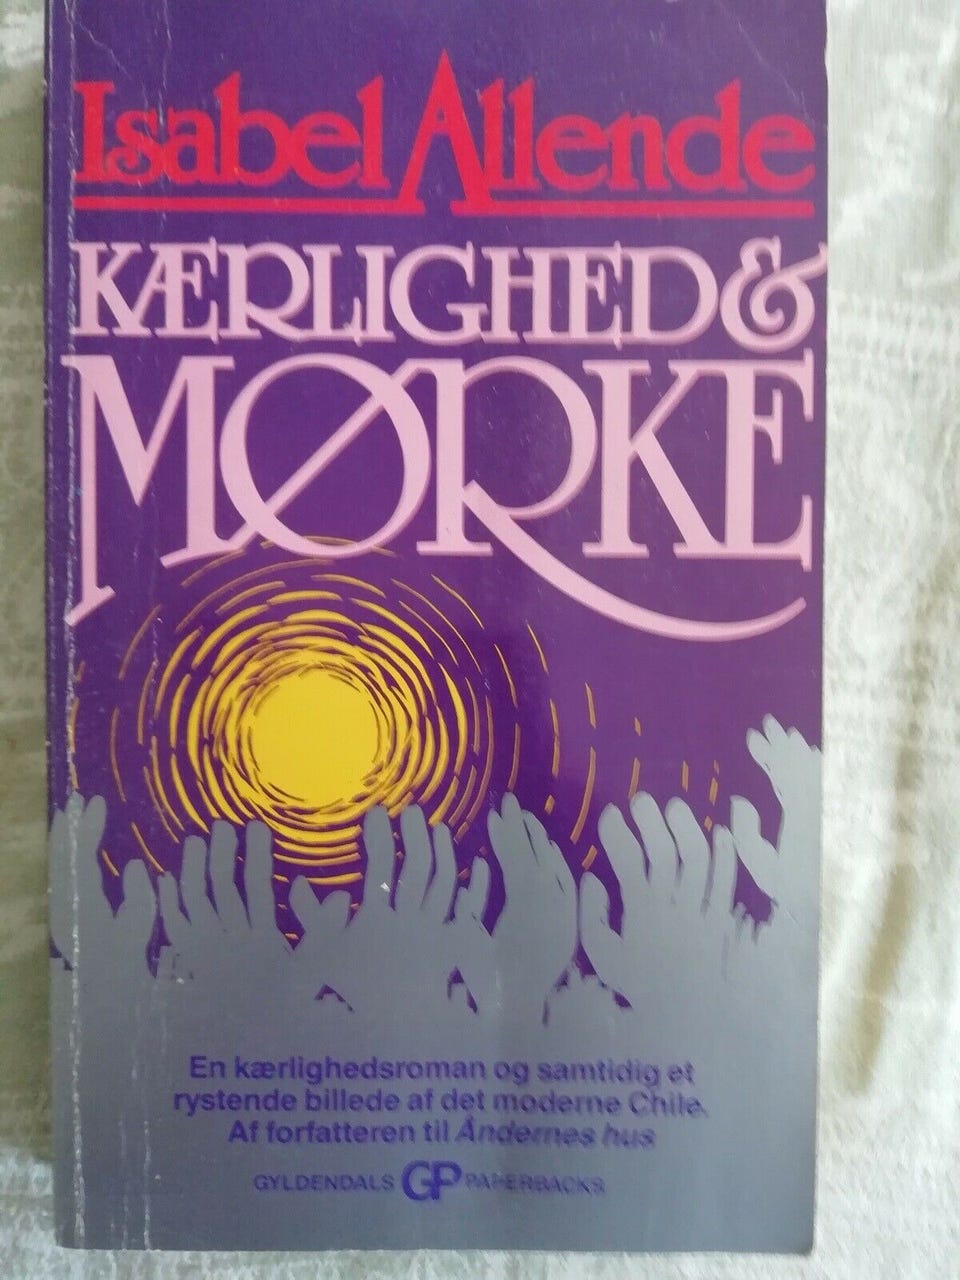 Isabel Allende
KÆRLIGHED &
MØRKE
En kærlighedsroman og samtidig et
rystende billede af det moderne Chile.
Af forfatteren til Åndernes hus
GYLDENDALS GP PAPERBACKS